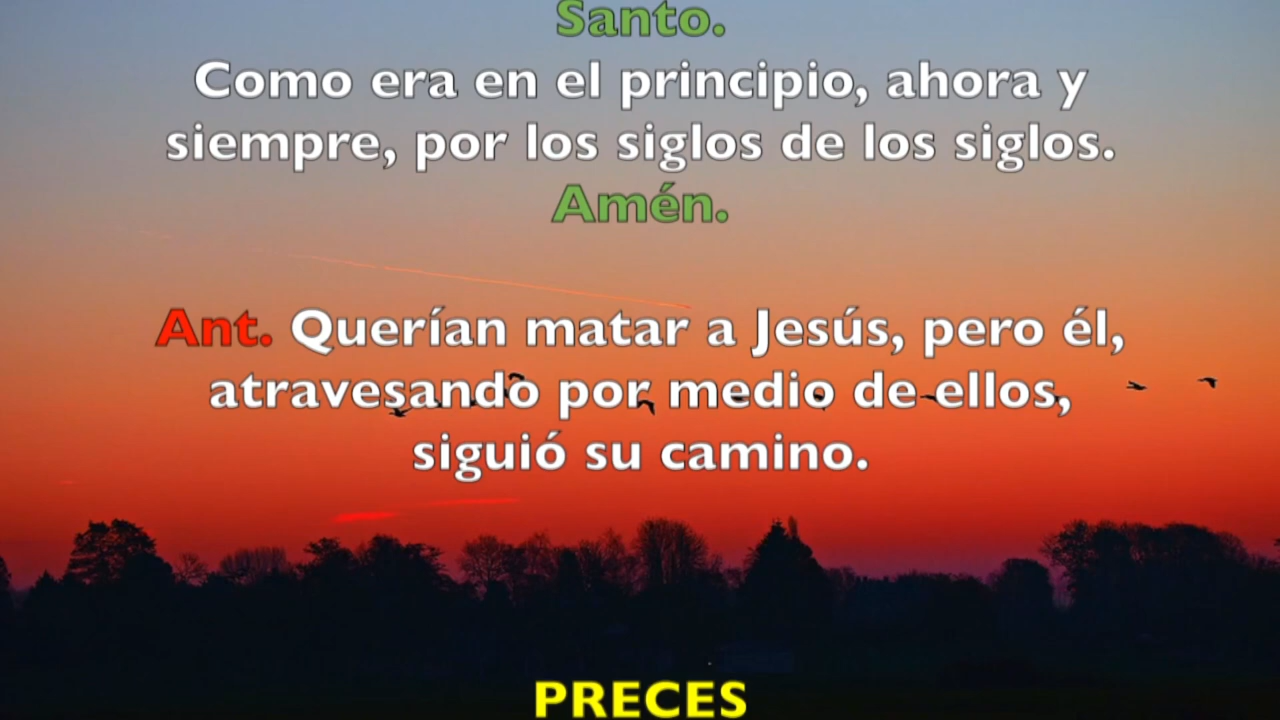 Santo.
Como era en el principio, ahora y
siempre, por los siglos de los siglos.
Amén.
Ant. Querían matar a Jesús, pero él,
atravesando por medio de ellos,
siguió su camino.
PRECES